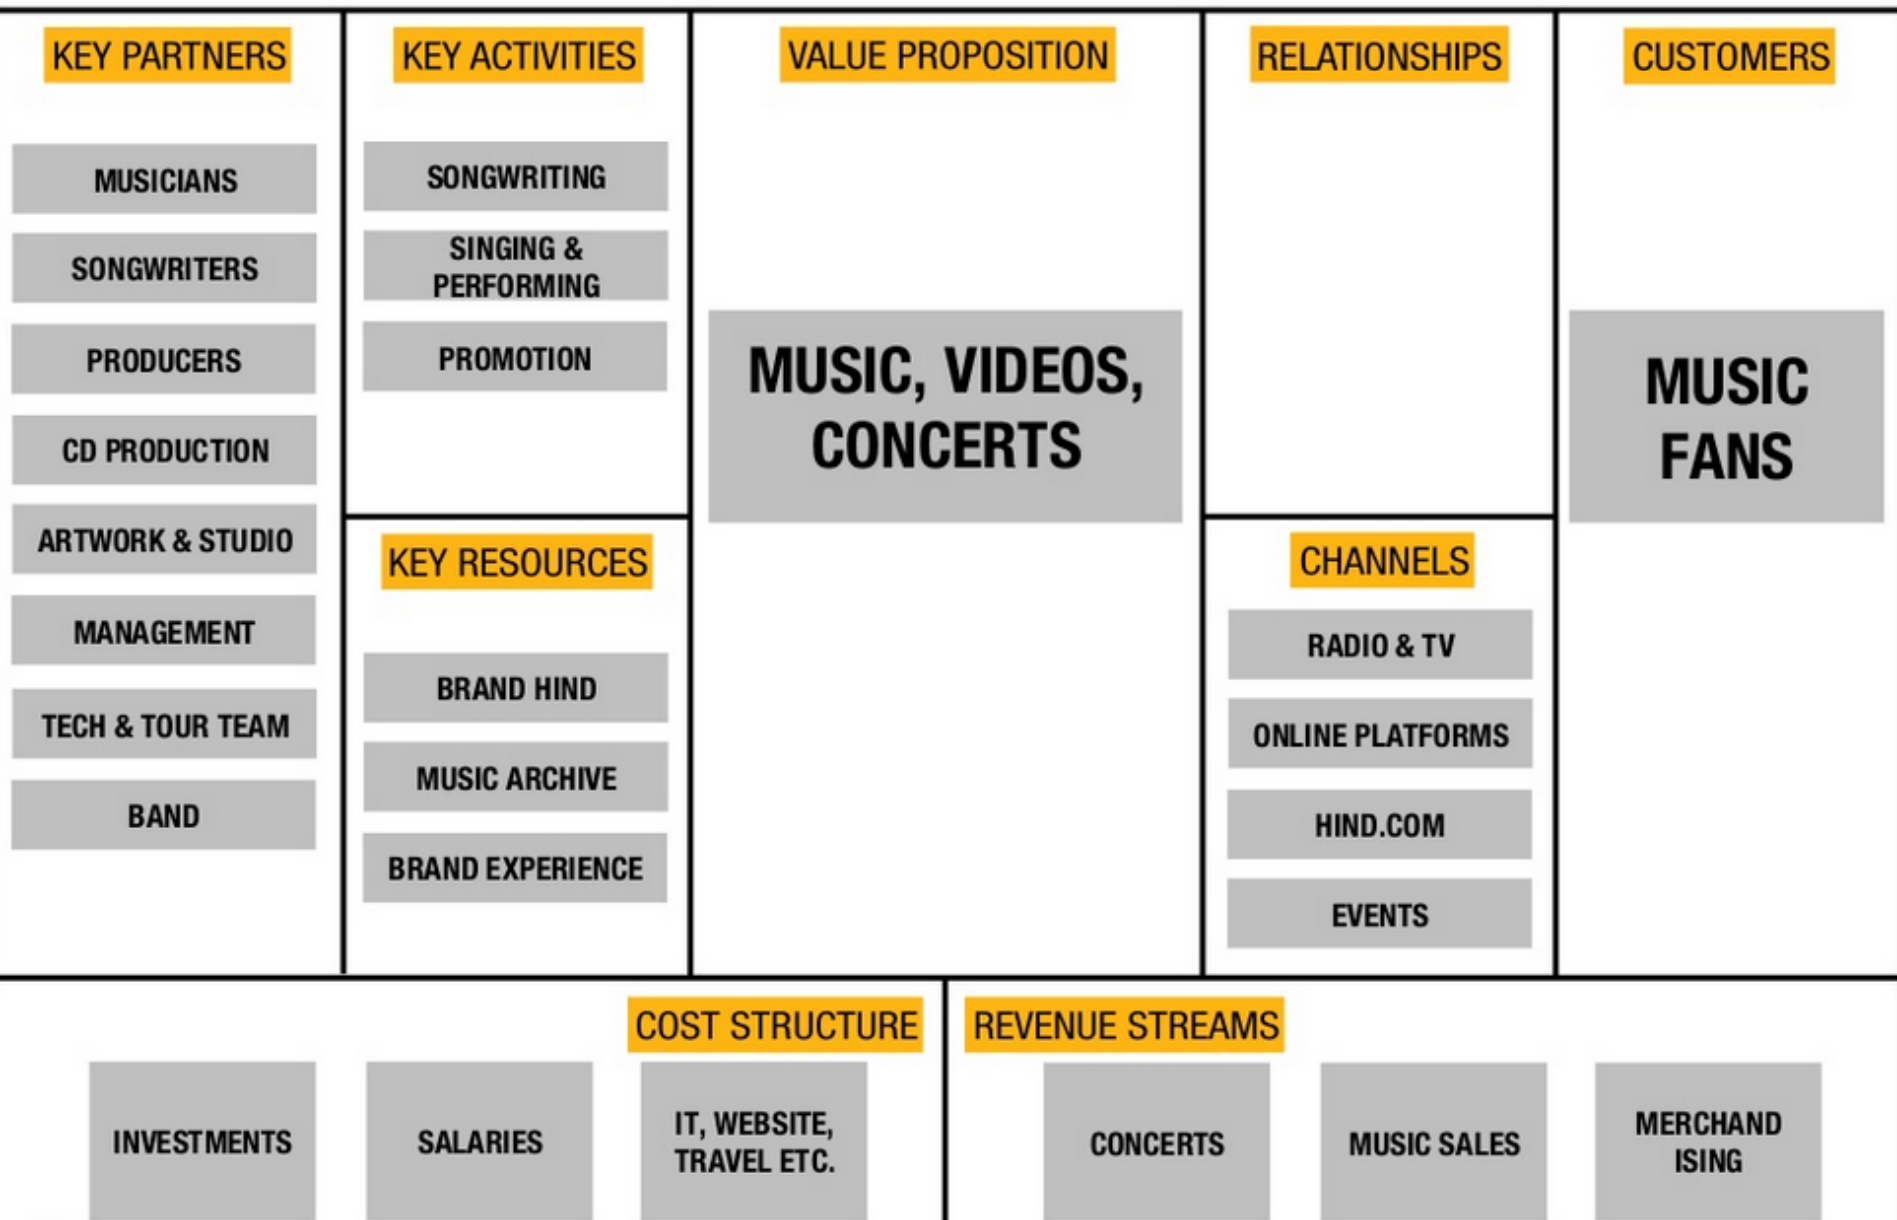 KEY PARTNERS
MUSICIANS
SONGWRITERS
PRODUCERS
CD PRODUCTION
ARTWORK & STUDIO
MANAGEMENT
TECH & TOUR TEAM
BAND
KEY ACTIVITIES
SONGWRITING
SINGING &
PERFORMING
PROMOTION
KEY RESOURCES
BRAND HIND
MUSIC ARCHIVE
BRAND EXPERIENCE
VALUE PROPOSITION
MUSIC, VIDEOS,
CONCERTS
RELATIONSHIPS
CHANNELS
RADIO & TV
ONLINE PLATFORMS
HIND.COM
EVENTS
CUSTOMERS
MUSIC
FANS
COST STRUCTURE
INVESTMENTS
SALARIES
IT, WEBSITE,
TRAVEL ETC.
REVENUE STREAMS
CONCERTS
MUSIC SALES
MERCHAND
ISING